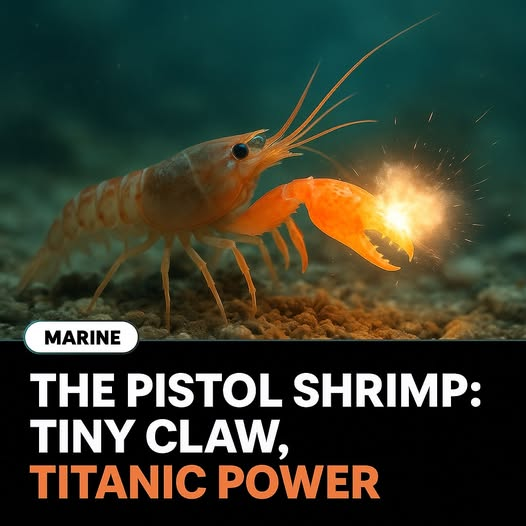 MARINE
THE PISTOL SHRIMP:
TINY CLAW,
TITANIC POWER